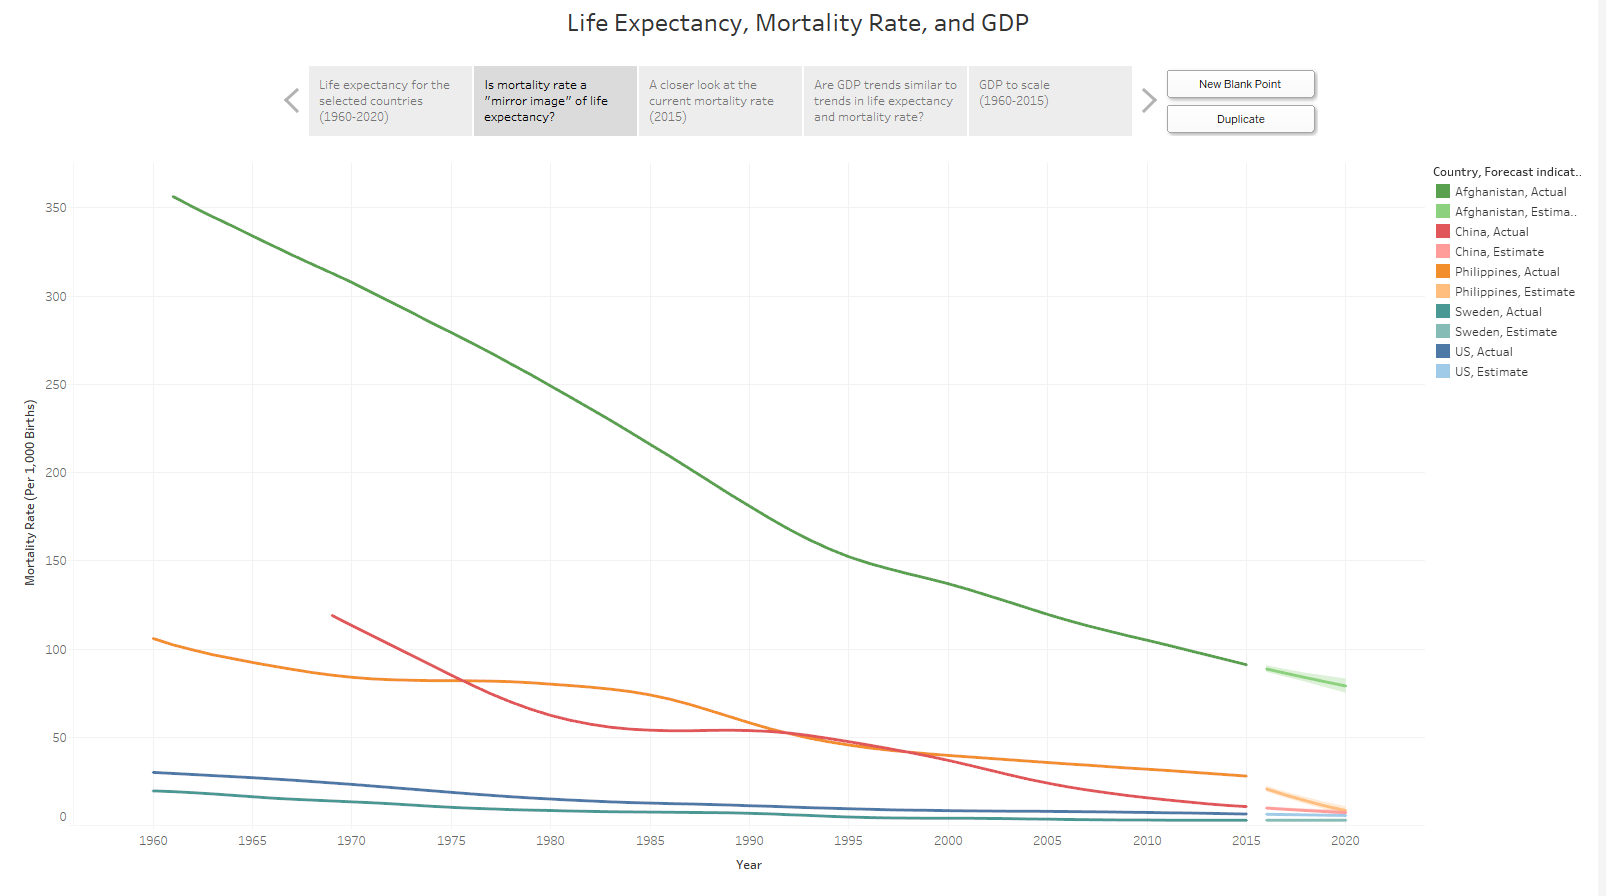 Life Expectancy, Mortality Rate, and GDP
Life expectancy for the
selected countries
(1960-2020)
Is mortality rate a
"mirror image" of life
expectancy?
A closer look at the
current mortality rate
(2015)
Are GDP trends similar to
trends in life expectancy
and mortality rate?
GDP to scale
(1960-2015)
New Blank Point
Duplicate
Mortality Rate (Per 1,000 Births)
350
300
250
200
150
100
50
0
1960 1965 1970 1975 1980 1985 1990 1995 2000 2005 2010 2015 2020
Year
Country, Forecast indicat..
Afghanistan, Actual
Afghanistan, Estima..
China, Actual
China, Estimate
Philippines, Actual
Philippines, Estimate
Sweden, Actual
Sweden, Estimate
US, Actual
US, Estimate